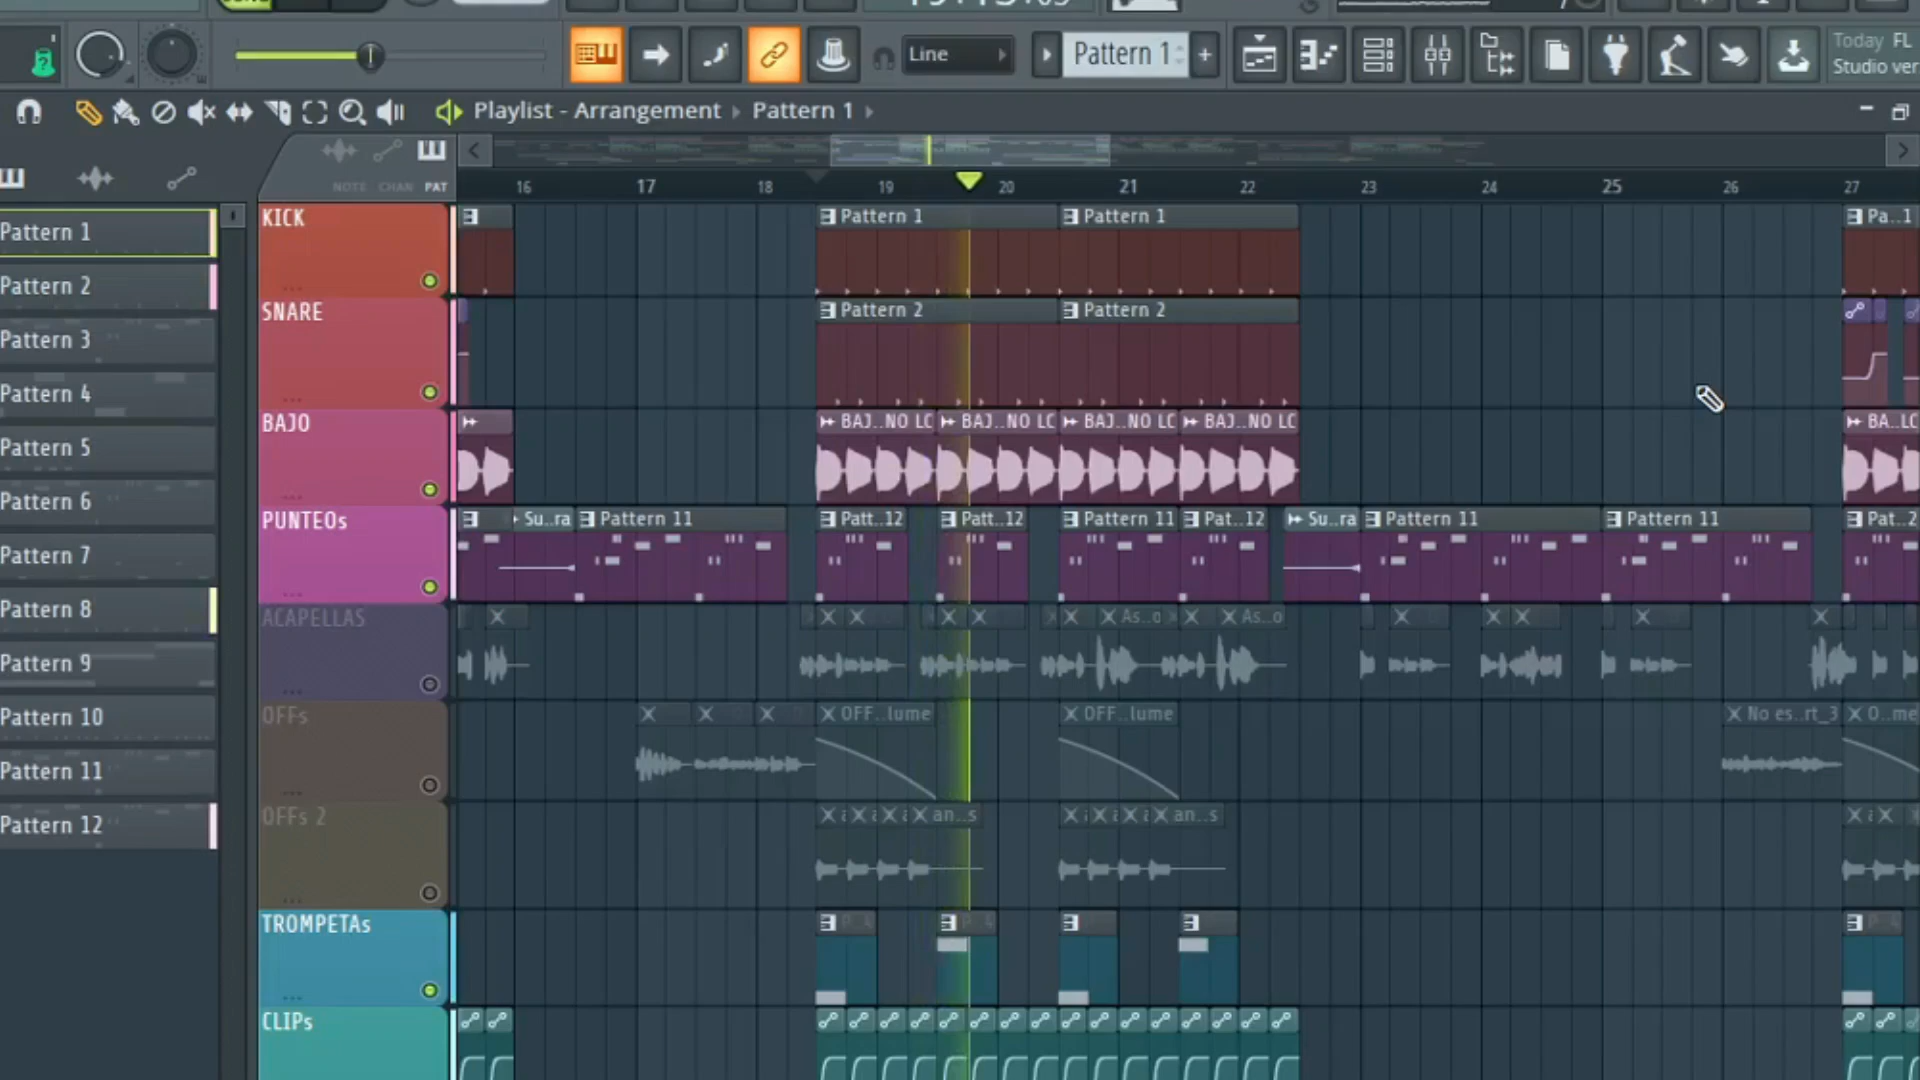 Line
Pattern 1
+
Today FL
Studio ver
Playlist - Arrangement
Pattern 1
NOTE CHAN PAT
16 17 18 19 20 21 22 23 24 25 26 27
Pattern 1
Pattern 2
Pattern 3
Pattern 4
Pattern 5
Pattern 6
Pattern 7
Pattern 8
Pattern 9
Pattern 10
Pattern 11
Pattern 12
KICK
Pattern 1 Pattern 1 Pa..1
SNARE
Pattern 2 Pattern 2
BAJO
BAJ..NO LC BAJ..NO LC BAJ..NO LC BAJ..NO LC BA..LC
PUNTEOs
Su..ra Pattern 11 Patt..12 Patt..12 Pattern 11 Pat..12 Su..ra Pattern 11 Pattern 11 Pat..2
ACAPELLAS
As..o As..o
OFFs
OFF..lume OFF..lume No es..rt_3 O..me
OFFs 2
an..s an..s
TROMPETAs
CLIPs